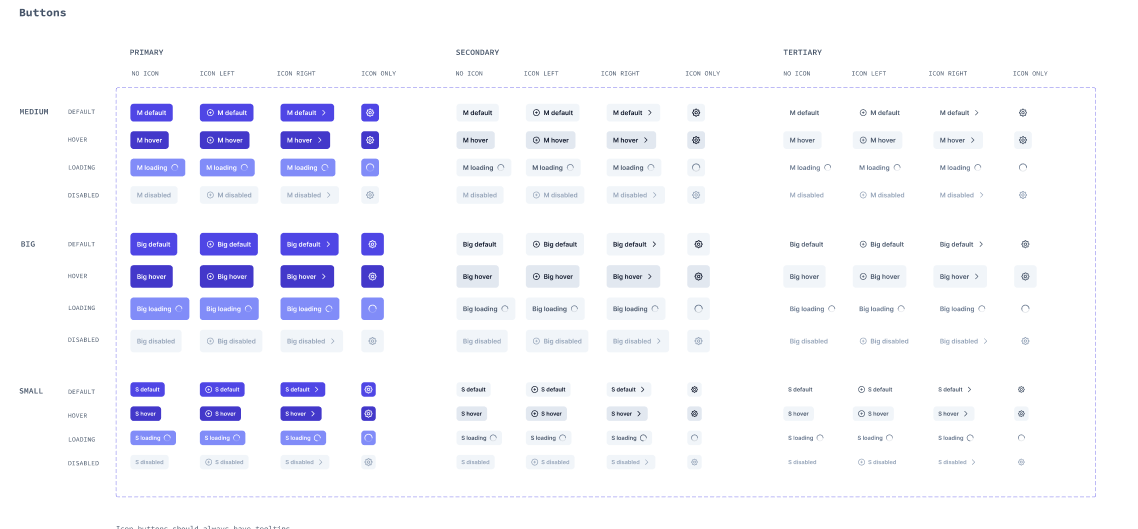 Buttons
PRIMARY SECONDARY TERTIARY
NO ICON ICON LEFT ICON RIGHT ICON ONLY NO ICON ICON LEFT ICON RIGHT ICON ONLY NO ICON ICON LEFT ICON RIGHT ICON ONLY
MEDIUM DEFAULT M default M default M default M default M default M default M default M default M default
HOVER M hover M hover M hover M hover M hover M hover M hover M hover M hover
LOADING M loading M loading M loading M loading M loading M loading M loading M loading M loading
DISABLED M disabled M disabled M disabled M disabled M disabled M disabled M disabled M disabled M disabled
BIG DEFAULT Big default Big default Big default Big default Big default Big default Big default Big default Big default
HOVER Big hover Big hover Big hover Big hover Big hover Big hover Big hover Big hover Big hover
LOADING Big loading Big loading Big loading Big loading Big loading Big loading Big loading Big loading Big loading
DISABLED Big disabled Big disabled Big disabled Big disabled Big disabled Big disabled Big disabled Big disabled Big disabled
SMALL DEFAULT S default S default S default S default S default S default S default S default S default
HOVER S hover S hover S hover S hover S hover S hover S hover S hover S hover
LOADING S loading S loading S loading S loading S loading S loading S loading S loading S loading
DISABLED S disabled S disabled S disabled S disabled S disabled S disabled S disabled S disabled S disabled
Icon buttons should always have tooltips